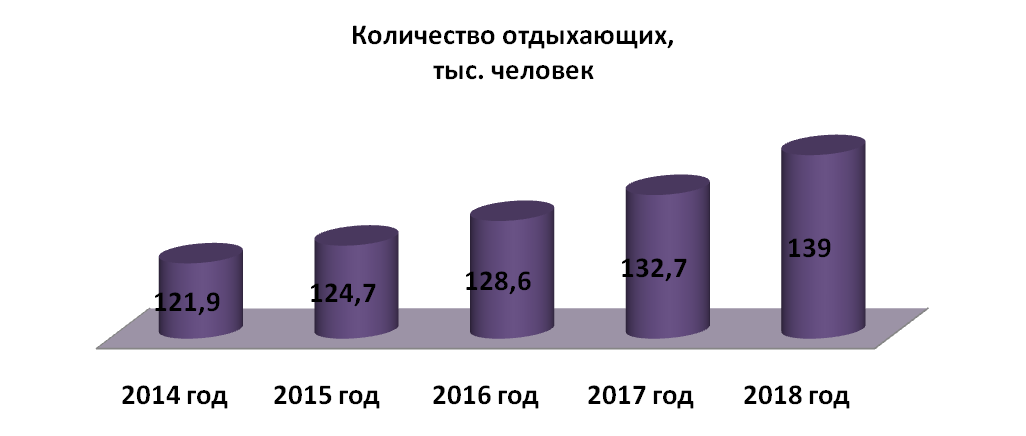 Количество отдыхающих,
тыс. человек
121,9
124,7
128,6
132,7
139
2014 год
2015 год
2016 год
2017 год
2018 год